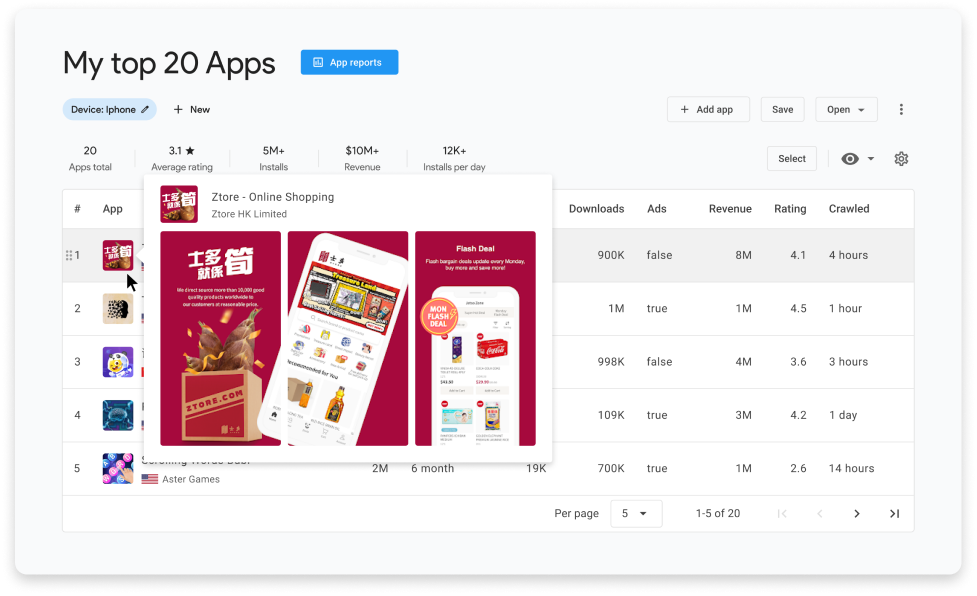 My top 20 Apps
App reports
Device: Iphone
New
Add app
Save
Open
20
Apps total
3.1 ★
Average rating
5M+
Installs
$10M+
Revenue
12K+
Installs per day
Select
# App Downloads Ads Revenue Rating Crawled
Ztore - Online Shopping
Ztore HK Limited
士多
就係
筍
We direct source more than 10,000 good
quality products worldwide to
our customers at reasonable price.
ZTORE.COM
士多
Treasure Land
Recommended for You
Flash Deal
Flash bargain deals update every Monday,
buy more and save more!
MON
FLASH
DEAL
1 900K false 8M 4.1 4 hours
2 1M true 1M 4.5 1 hour
3 998K false 4M 3.6 3 hours
4 109K true 3M 4.2 1 day
5 2M 6 month 19K 700K true 1M 2.6 14 hours
Aster Games
Per page 5 1-5 of 20